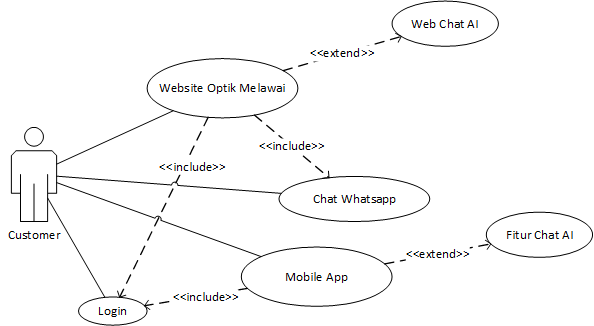 Web Chat AI
<<extend>>
Website Optik Melawai
<<include>>
<<include>>
Chat Whatsapp
Customer
Fitur Chat AI
<<extend>>
Mobile App
<<include>>
Login